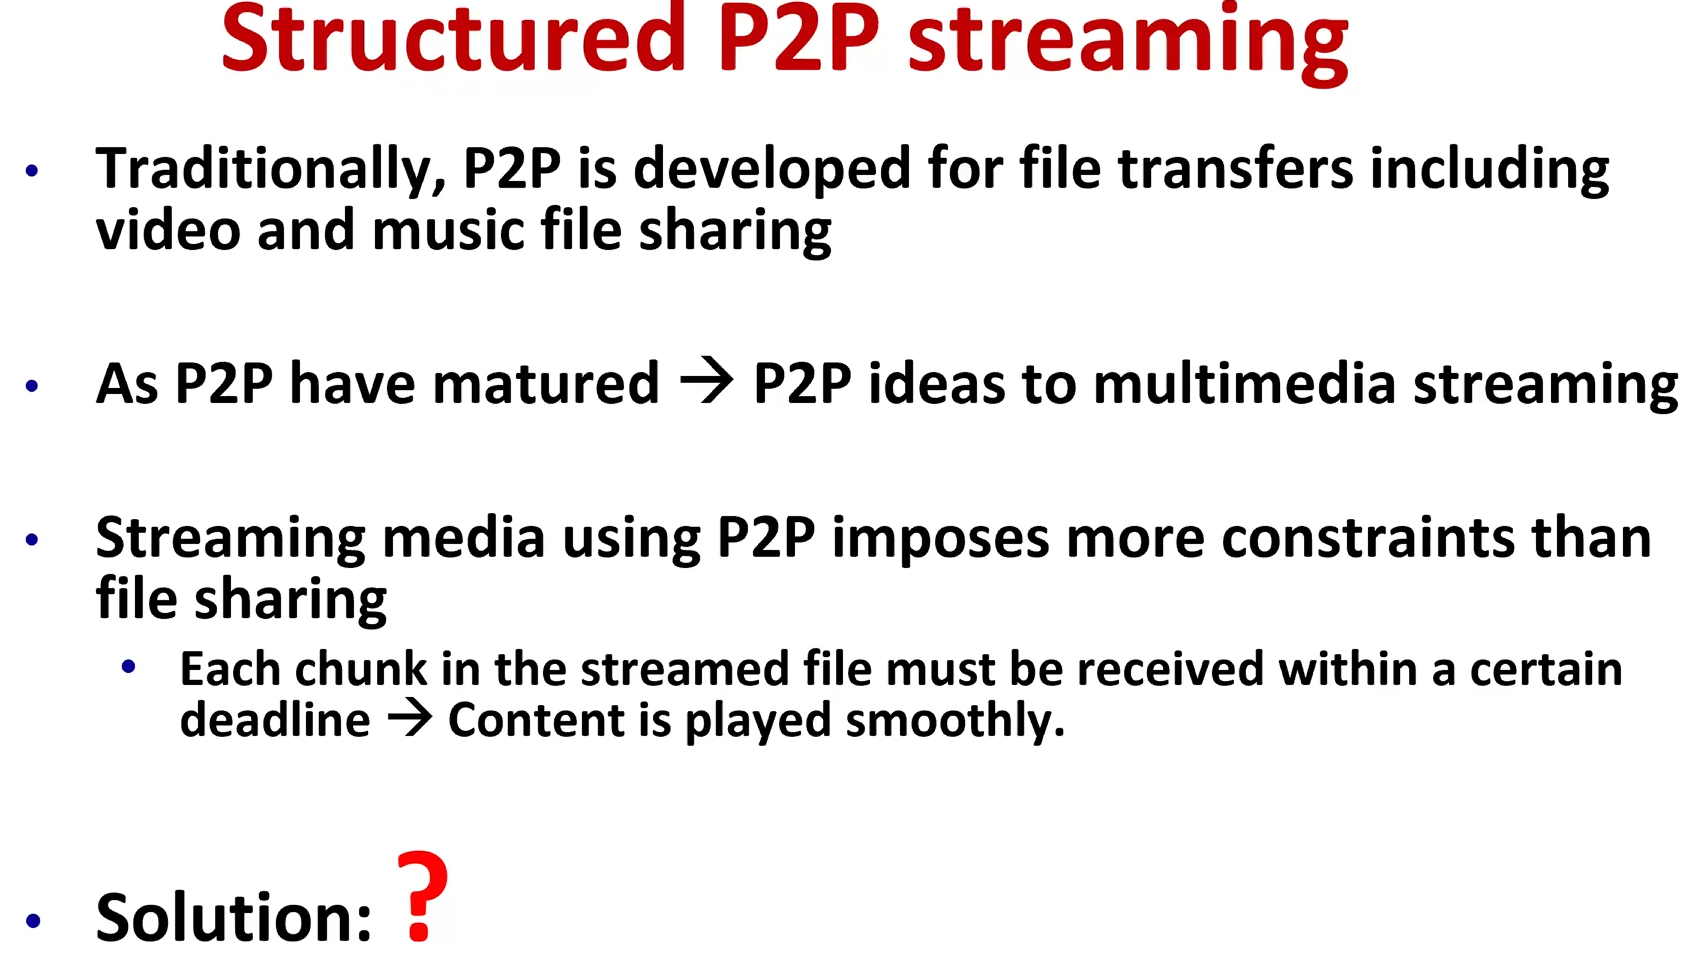 Structured P2P streaming
• Traditionally, P2P is developed for file transfers including
video and music file sharing
• As P2P have matured → P2P ideas to multimedia streaming
• Streaming media using P2P imposes more constraints than
file sharing
• Each chunk in the streamed file must be received within a certain
deadline → Content is played smoothly.
• Solution: ?